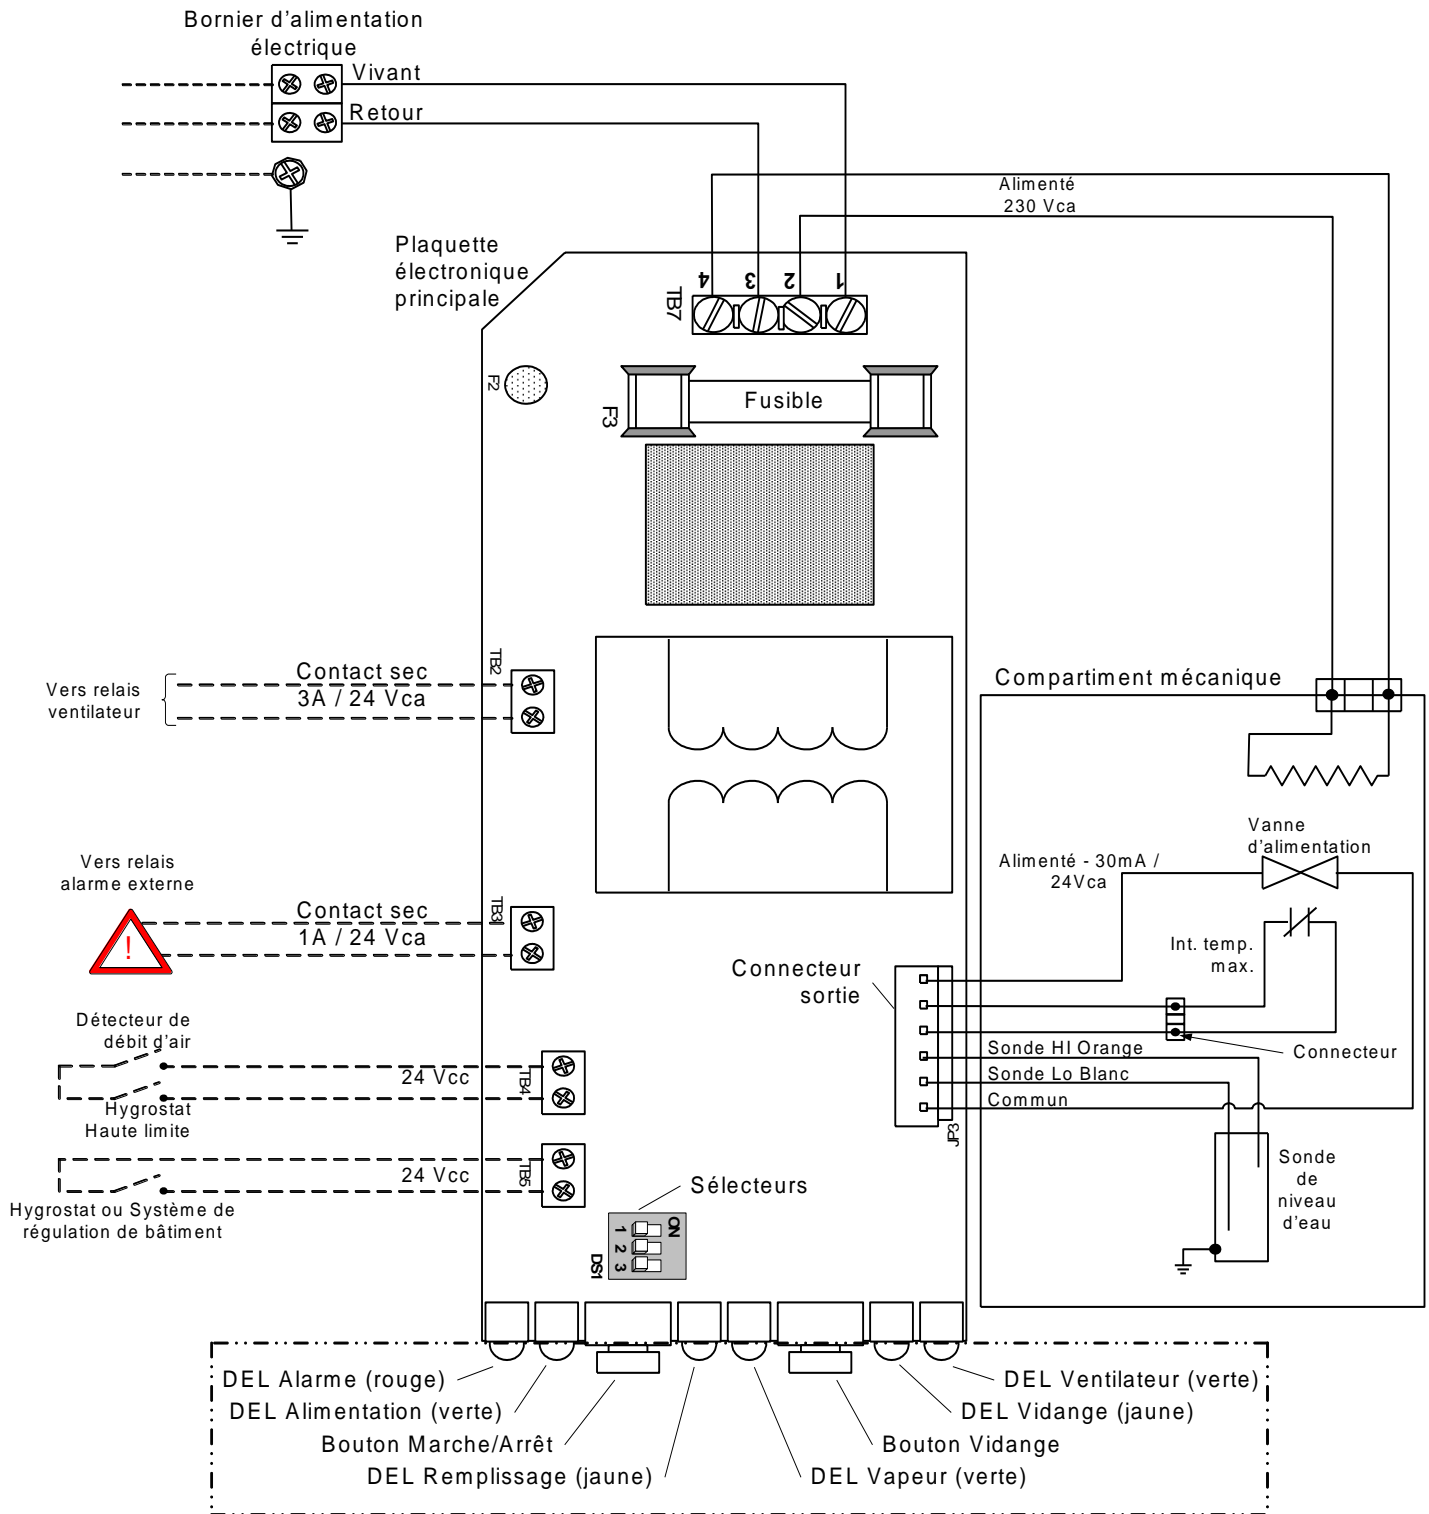 Bornier d'alimentation
électrique
Vivant
Retour
Alimenté
230 Vca
Plaquette
électronique
principale
4
3
2
1
TB7
F2
F3
Fusible
TB2
Contact sec
3A / 24 Vca
Vers relais
ventilateur
Compartiment mécanique
Vanne
d'alimentation
Alimenté - 30mA /
24Vca
Vers relais
alarme externe
!
TB3
Contact sec
1A / 24 Vca
Int. temp.
max.
Connecteur
sortie
Détecteur de
débit d'air
24 Vcc
TB4
Hygrostat
Haute limite
Sonde HI Orange
Sonde Lo Blanc
Commun
Connecteur
JP3
24 Vcc
TB5
Hygrostat ou Système de
régulation de bâtiment
Sélecteurs
ON
1
2
3
DS1
Sonde
de
niveau
d'eau
DEL Alarme (rouge)
DEL Alimentation (verte)
Bouton Marche/Arrêt
DEL Remplissage (jaune)
DEL Ventilateur (verte)
DEL Vidange (jaune)
Bouton Vidange
DEL Vapeur (verte)